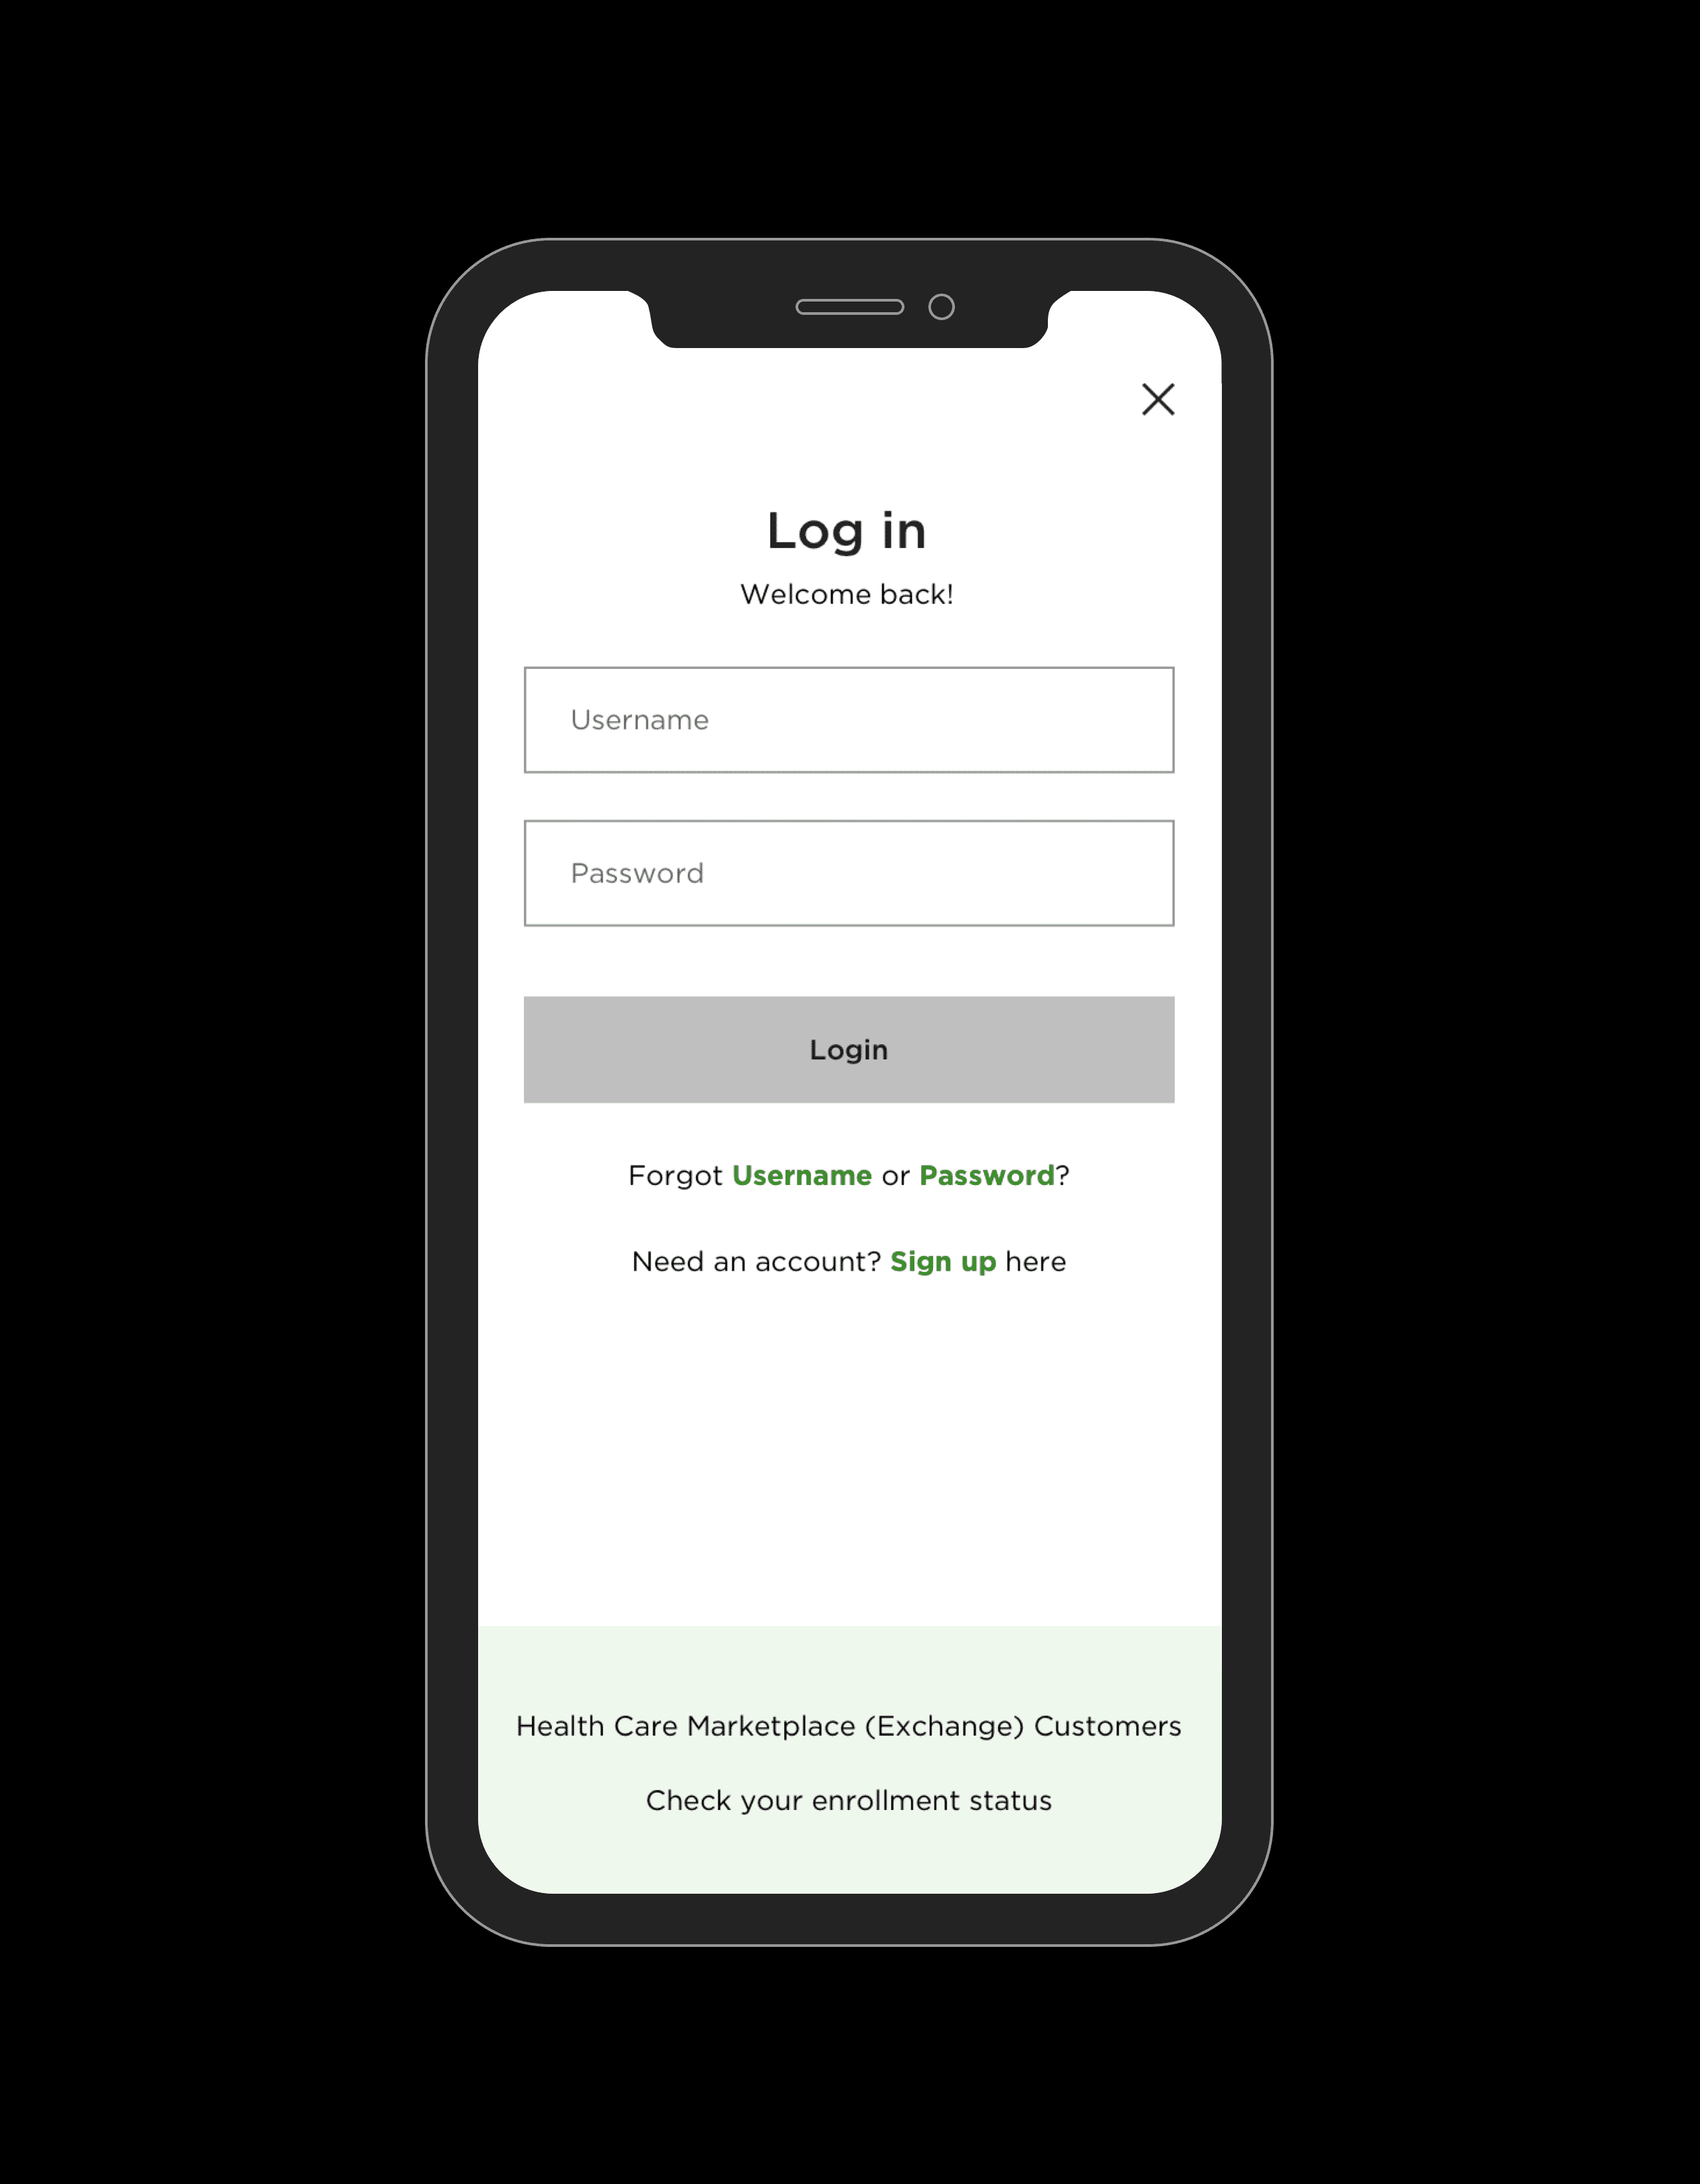 Log in
Welcome back!
Username
Password
Login
Forgot Username or Password?
Need an account? Sign up here
Health Care Marketplace (Exchange) Customers
Check your enrollment status